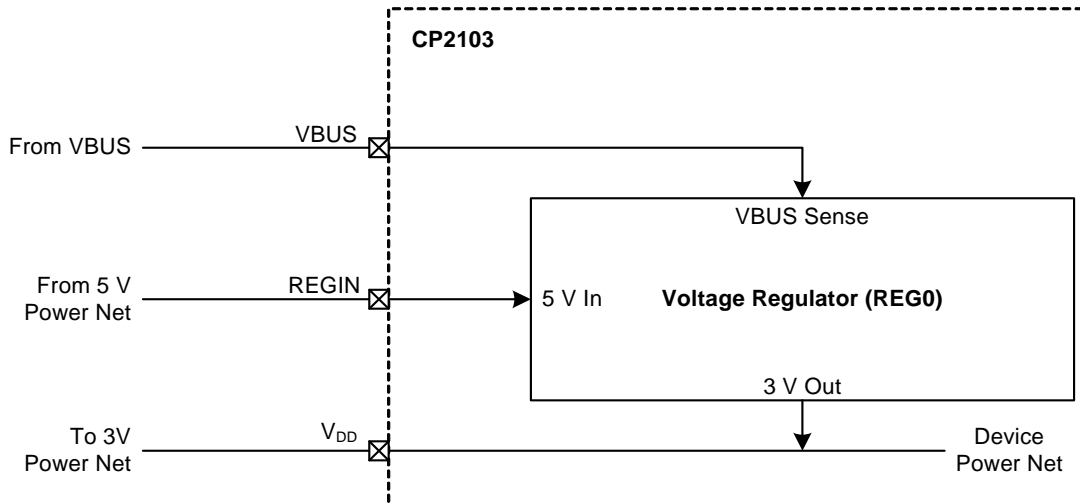 CP2103
From VBUS
VBUS
VBUS Sense
From 5 V
Power Net
REGIN
5 V In
Voltage Regulator (REG0)
3 V Out
To 3V
Power Net
VDD
Device
Power Net